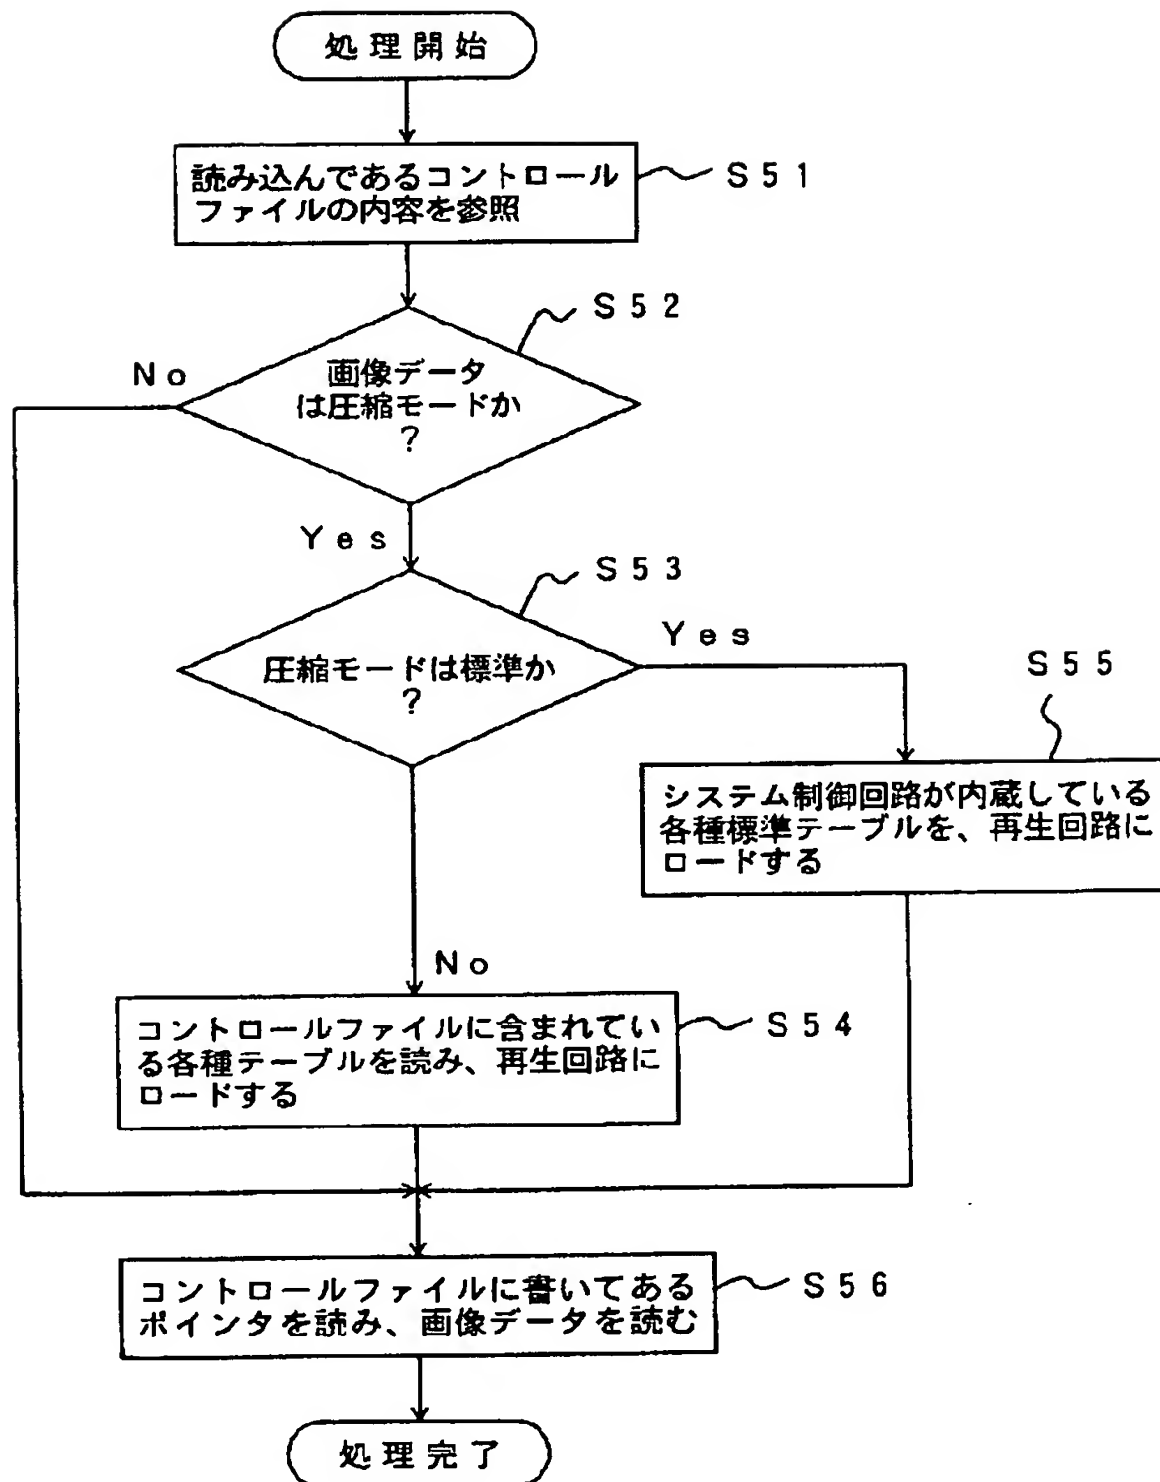 処理開始
読み込んであるコントロール
ファイルの内容を参照
S51
S52
No
画像データ
は圧縮モードか
?
Yes
S53
Yes
圧縮モードは標準か
?
S55
システム制御回路が内蔵している
各種標準テーブルを、再生回路に
ロードする
No
コントロールファイルに含まれてい
る各種テーブルを読み、再生回路に
ロードする
S54
コントロールファイルに書いてある
ポインタを読み、画像データを読む
S56
処理完了